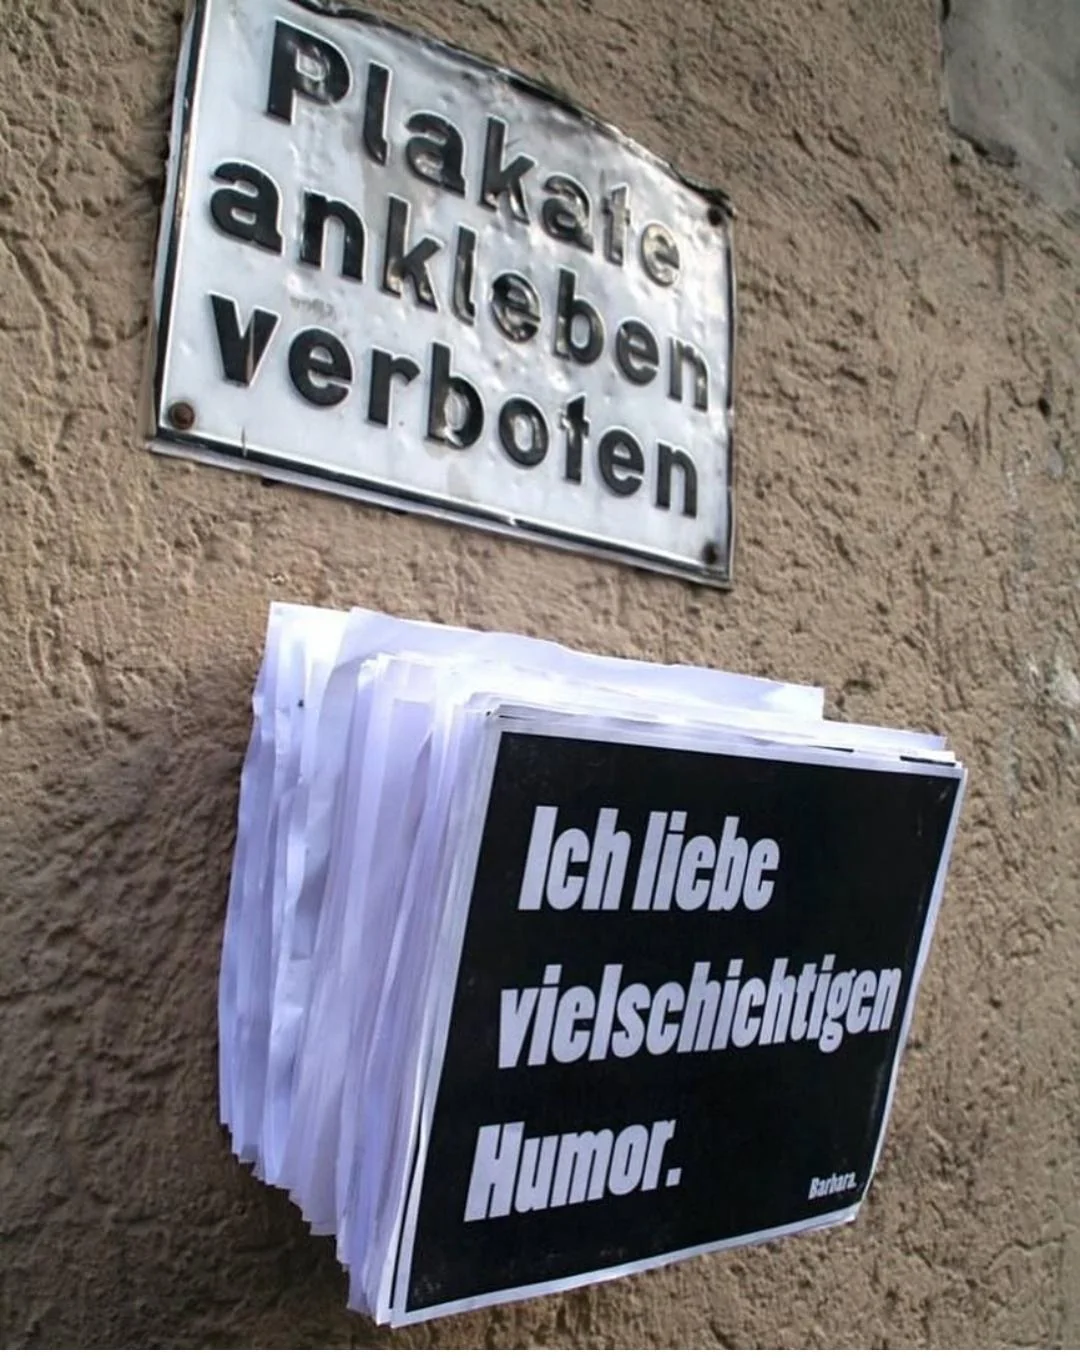 Plakate
ankleben
verboten
Ich liebe
vielschichtigen
Humor.
Barbara.